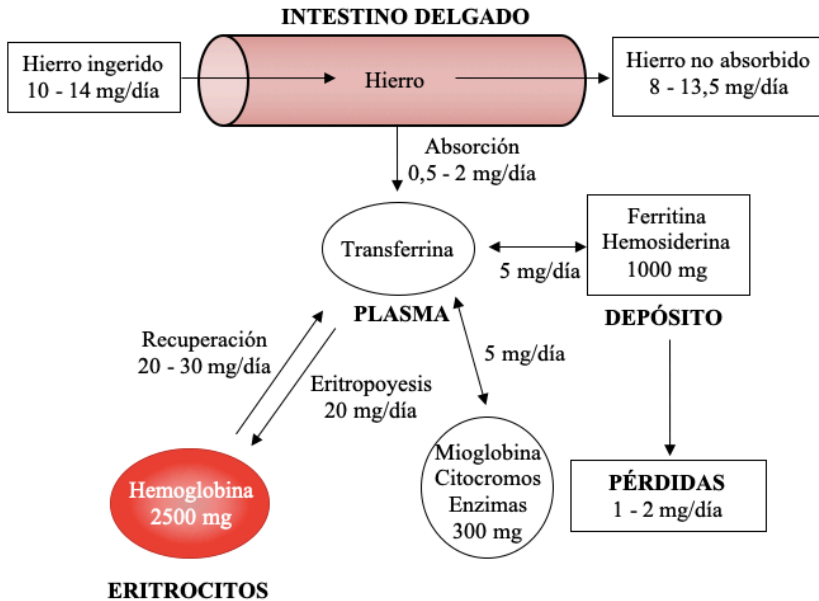 INTESTINO DELGADO
Hierro ingerido
10 - 14 mg/día
Hierro
Hierro no absorbido
8 - 13,5 mg/día
Absorción
0,5 - 2 mg/día
Transferrina
PLASMA
5 mg/día
Ferritina
Hemosiderina
1000 mg
DEPÓSITO
Recuperación
20 - 30 mg/día
Eritropoyesis
20 mg/día
5 mg/día
Hemoglobina
2500 mg
ERITROCITOS
Mioglobina
Citocromos
Enzimas
300 mg
PÉRDIDAS
1 - 2 mg/día